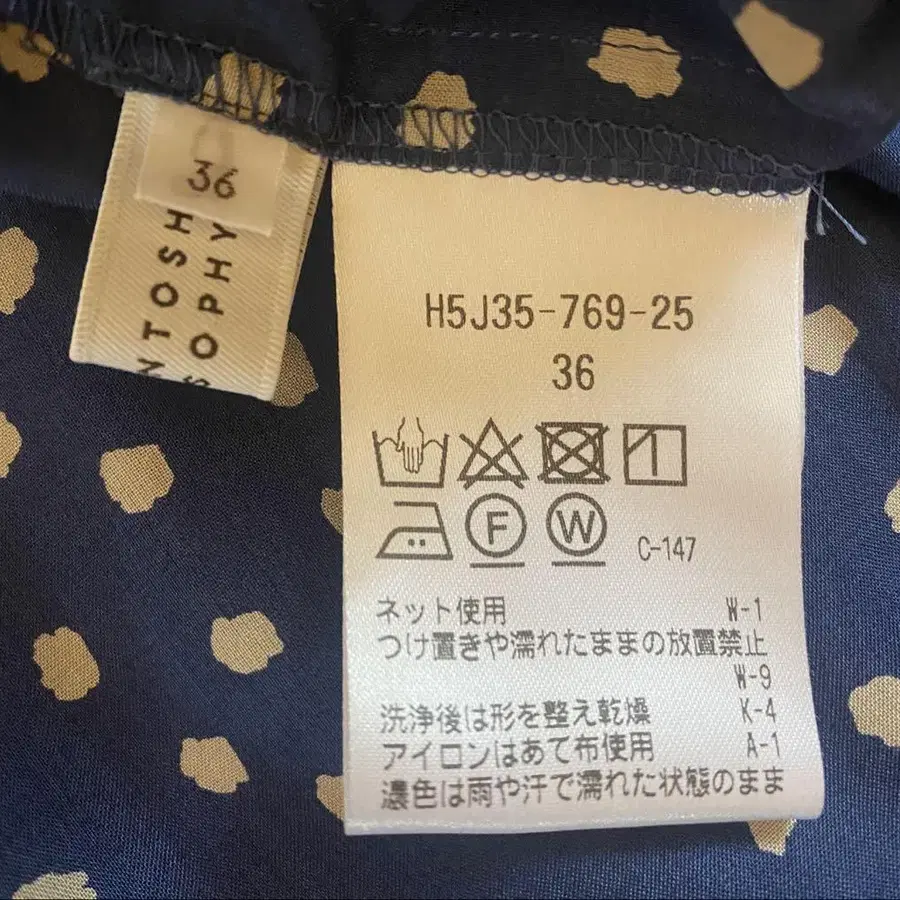 36
NTOSH
SOPHY
H5J35-769-25
36
F
W
C-147
ネット使用 W-1
つけ置きや濡れたままの放置禁止
W-9
洗浄後は形を整え乾燥 K-4
アイロンはあて布使用 A-1
濃色は雨や汗で濡れた状態のまま